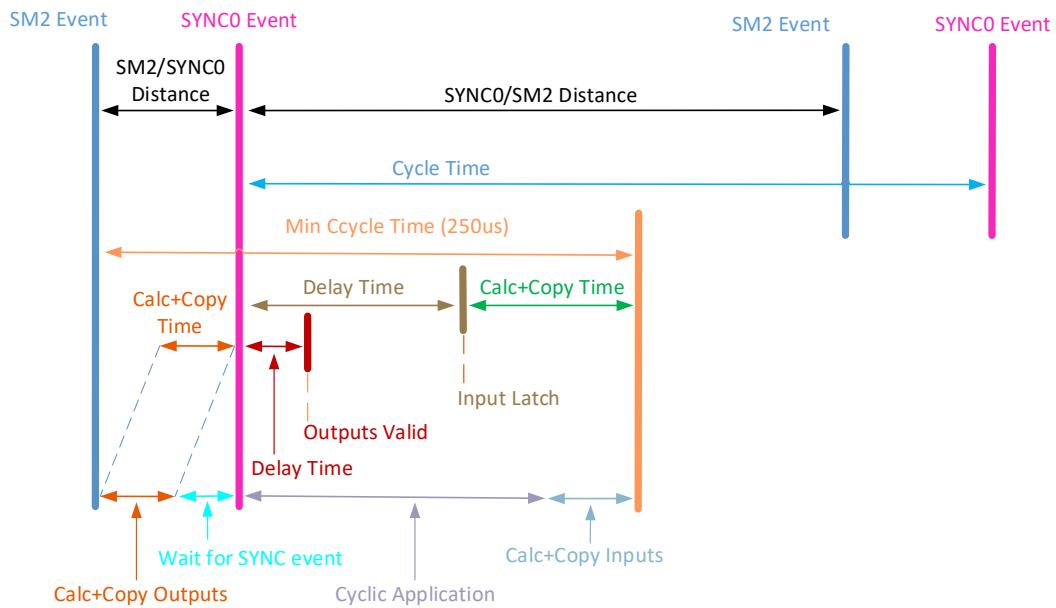 SM2 Event
SYNC0 Event
SM2 Event
SYNC0 Event
SM2/SYNC0
Distance
SYNC0/SM2 Distance
Cycle Time
Min Ccycle Time (250us)
Delay Time
Calc+Copy Time
Calc+Copy
Time
Input Latch
Outputs Valid
Delay Time
Wait for SYNC event
Calc+Copy Inputs
Calc+Copy Outputs
Cyclic Application